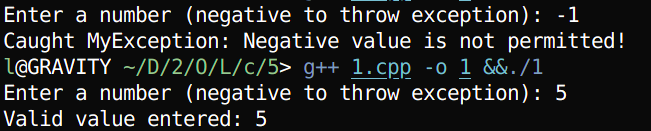 Enter a number (negative to throw exception): -1
Caught MyException: Negative value is not permitted!
l@GRAVITY ~/D/2/O/L/c/5> g++ 1.cpp -o 1 &&./1
Enter a number (negative to throw exception): 5
Valid value entered: 5